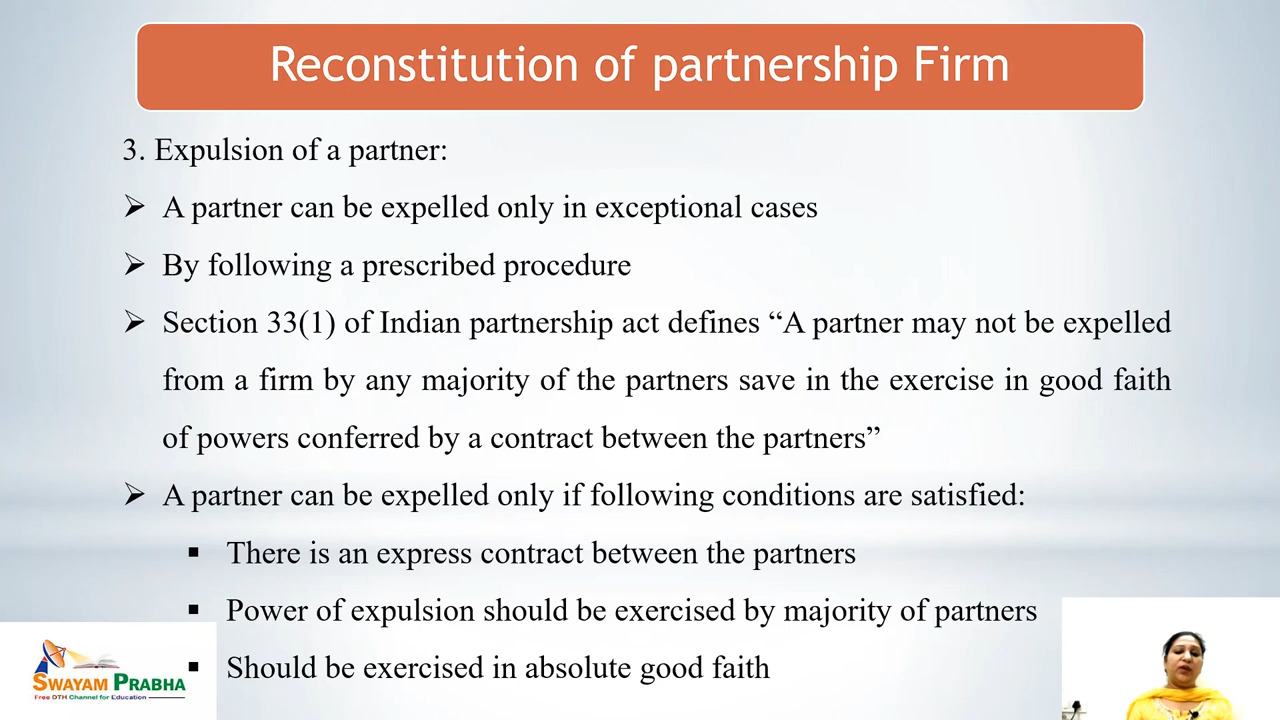 Reconstitution of partnership Firm
3. Expulsion of a partner:
➢ A partner can be expelled only in exceptional cases
➢ By following a prescribed procedure
➢ Section 33(1) of Indian partnership act defines “A partner may not be expelled
from a firm by any majority of the partners save in the exercise in good faith
of powers conferred by a contract between the partners”
➢ A partner can be expelled only if following conditions are satisfied:
▪ There is an express contract between the partners
▪ Power of expulsion should be exercised by majority of partners
▪ Should be exercised in absolute good faith
SWAYAM PRABHA
Free DTH Channel for Education